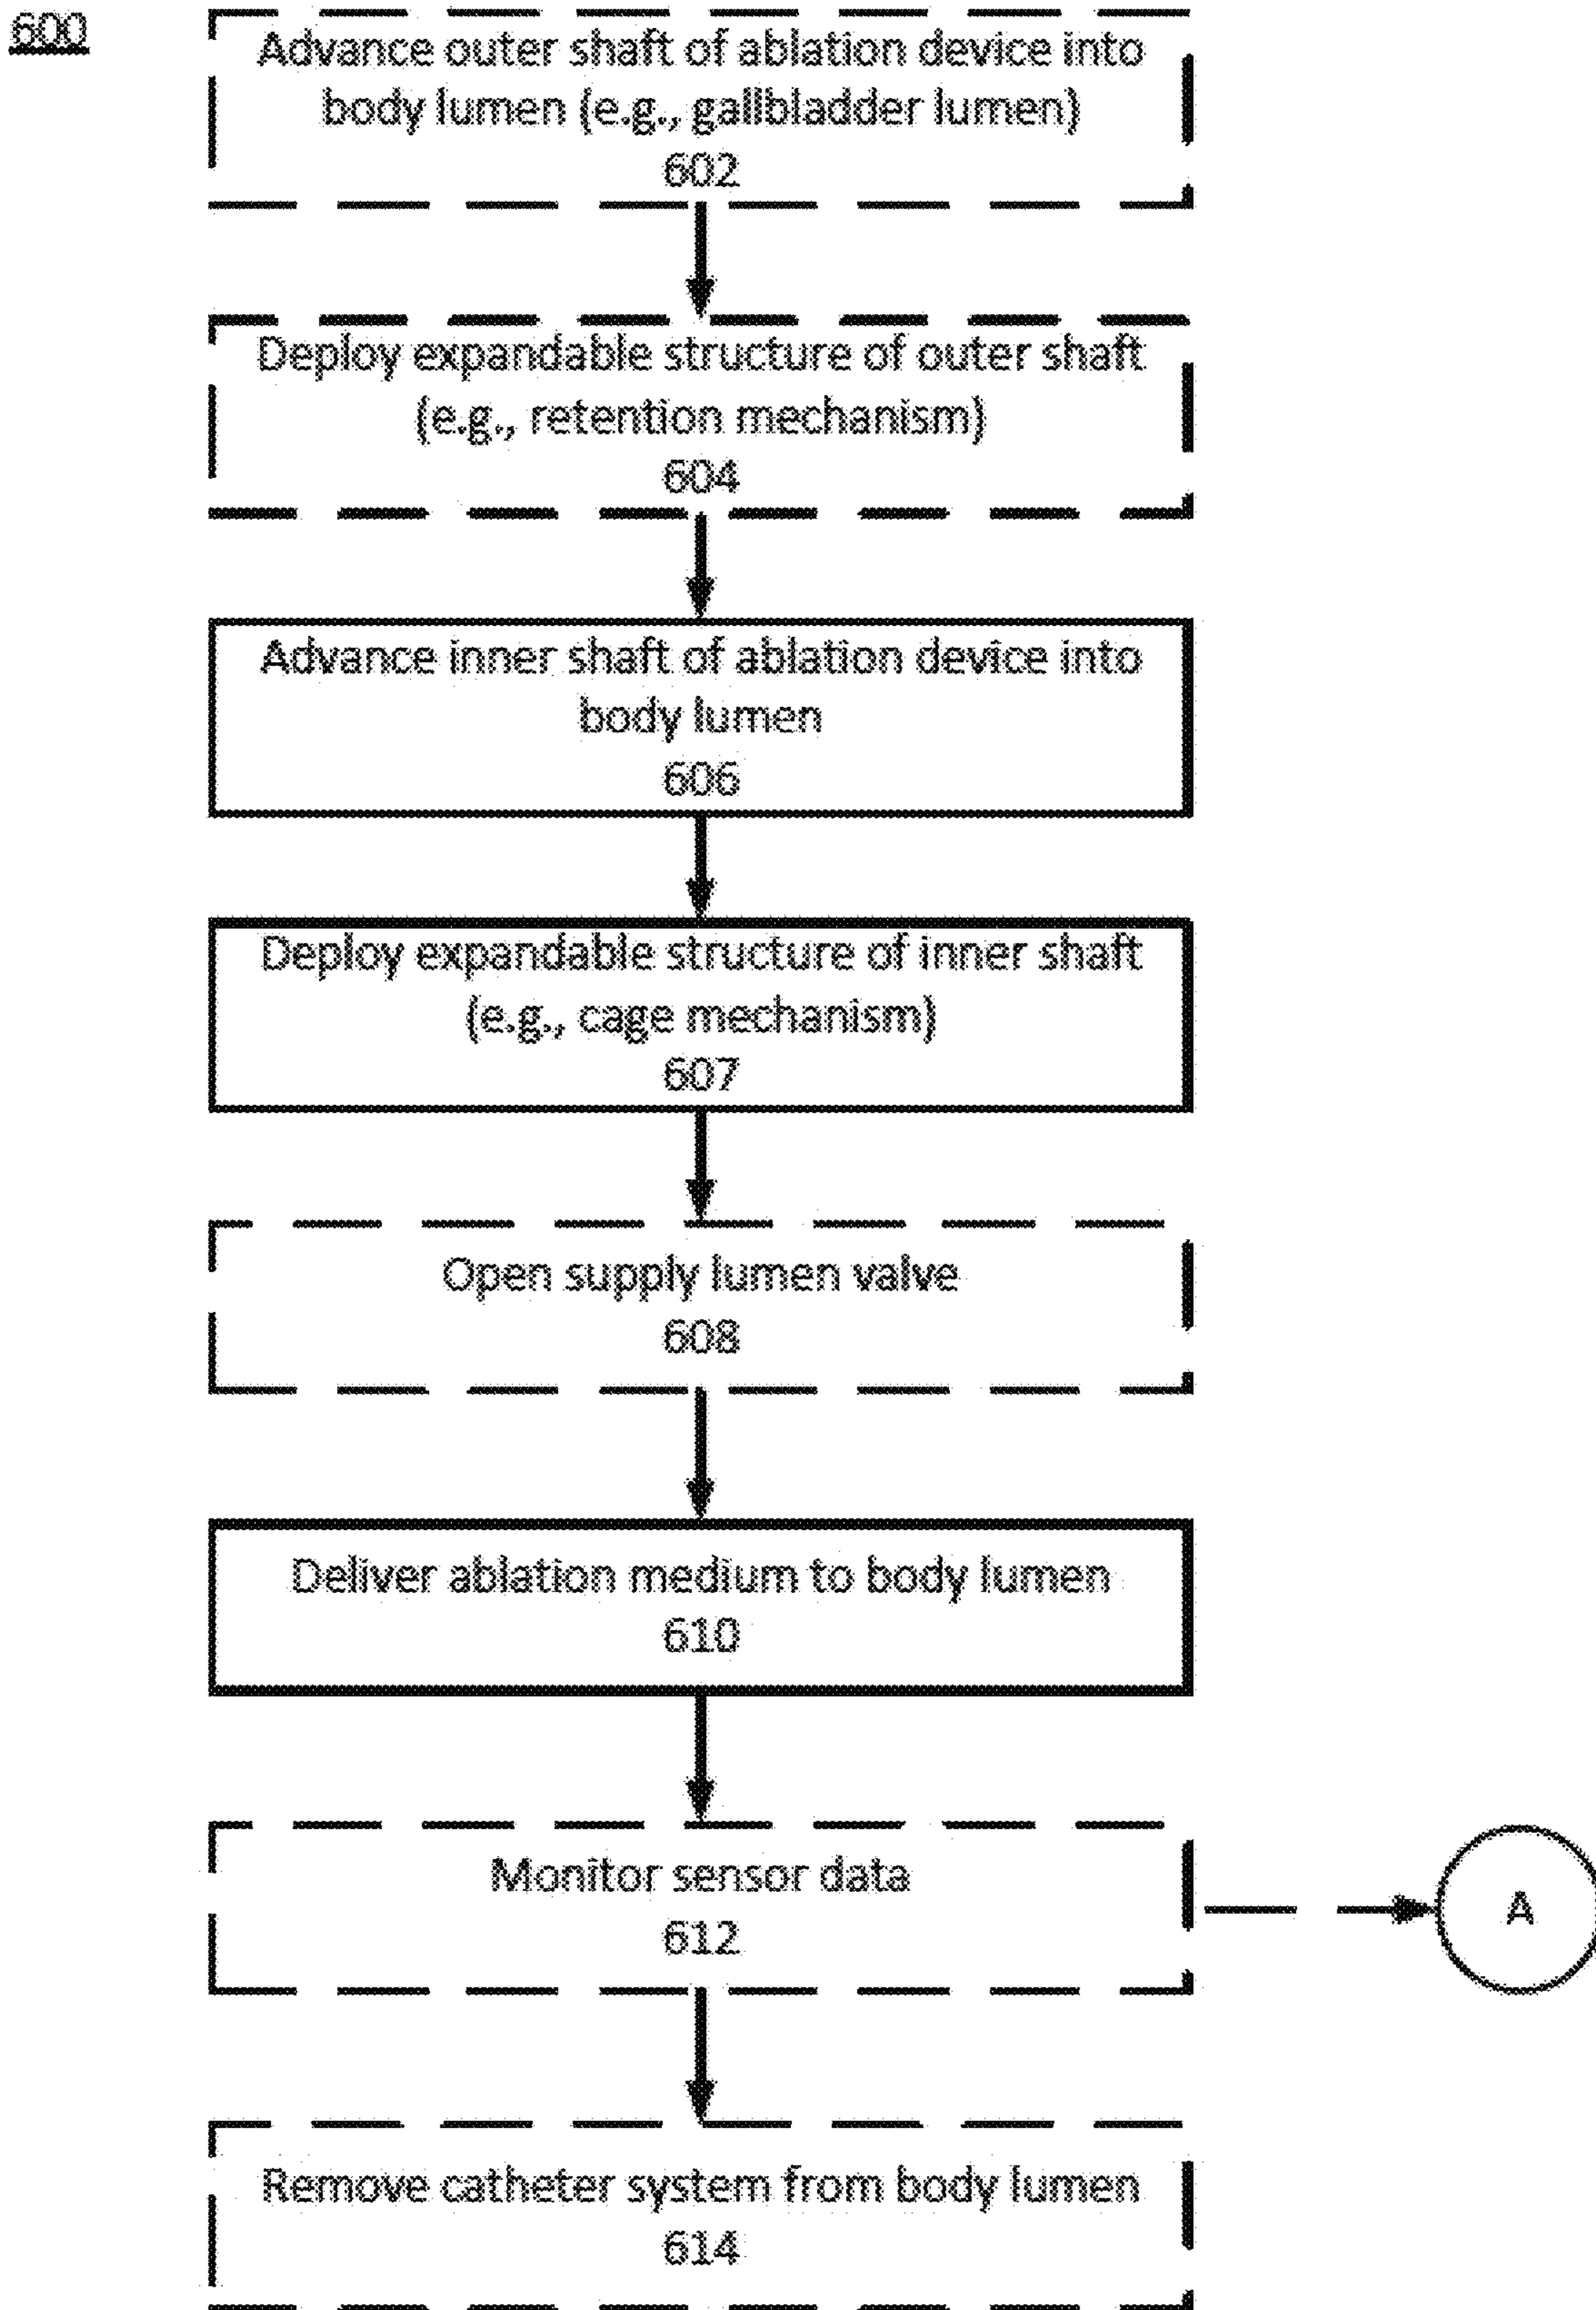 600
Advance outer shaft of ablation device into
body lumen (e.g., gallbladder lumen)
602
Deploy expandable structure of outer shaft
(e.g., retention mechanism)
604
Advance inner shaft of ablation device into
body lumen
606
Deploy expandable structure of inner shaft
(e.g., cage mechanism)
607
Open supply lumen valve
608
Deliver ablation medium to body lumen
610
Monitor sensor data
612
A
Remove catheter system from body lumen
614